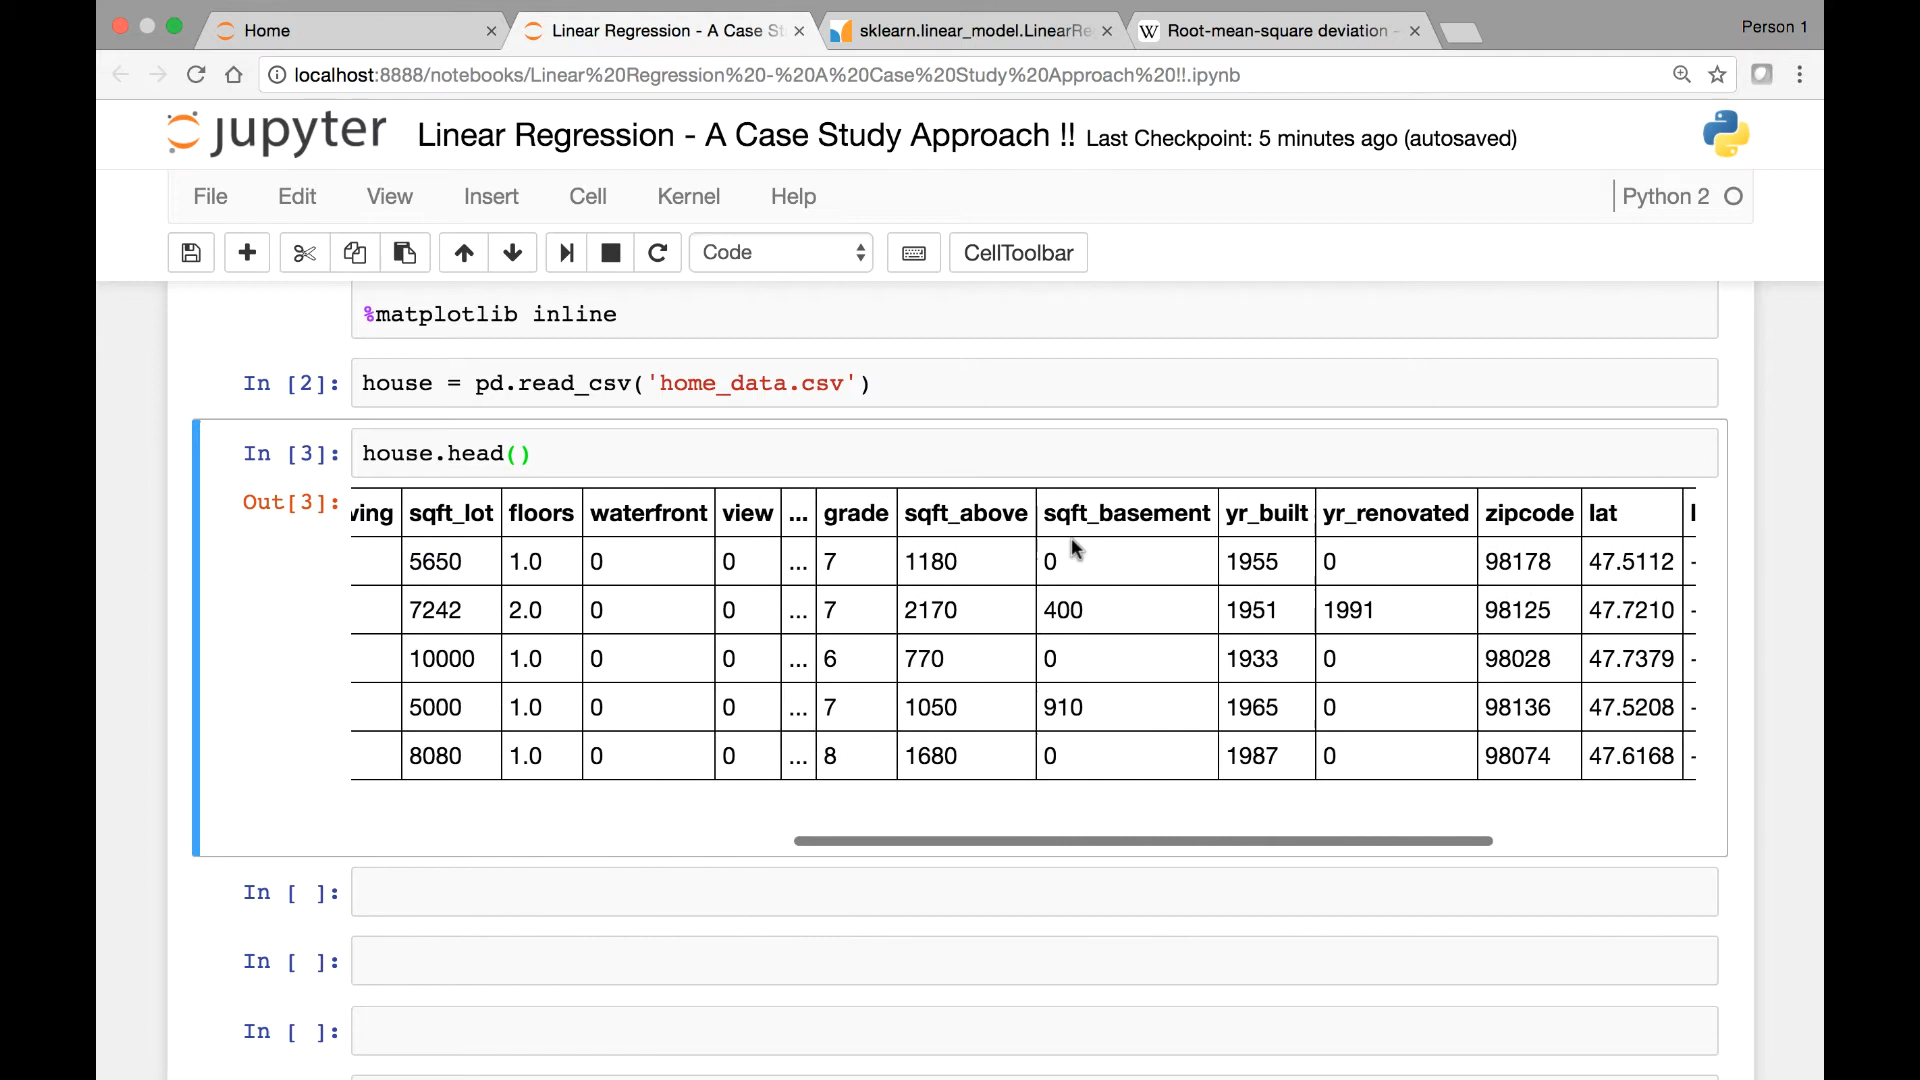 Home
Linear Regression - A Case St
sklearn.linear_model.LinearRe
Root-mean-square deviation -
Person 1
localhost:8888/notebooks/Linear%20Regression%20-%20A%20Case%20Study%20Approach%20!!.ipynb
jupyter Linear Regression - A Case Study Approach !! Last Checkpoint: 5 minutes ago (autosaved)
File Edit View Insert Cell Kernel Help Python 2
Code CellToolbar
%matplotlib inline
In [2]: house = pd.read_csv('home_data.csv')
In [3]: house.head()
Out[3]: ving sqft_lot floors waterfront view ... grade sqft_above sqft_basement yr_built yr_renovated zipcode lat l
5650 1.0 0 0 ... 7 1180 0 1955 0 98178 47.5112 -
7242 2.0 0 0 ... 7 2170 400 1951 1991 98125 47.7210 -
10000 1.0 0 0 ... 6 770 0 1933 0 98028 47.7379 -
5000 1.0 0 0 ... 7 1050 910 1965 0 98136 47.5208 -
8080 1.0 0 0 ... 8 1680 0 1987 0 98074 47.6168 -
In [ ]:
In [ ]:
In [ ]: